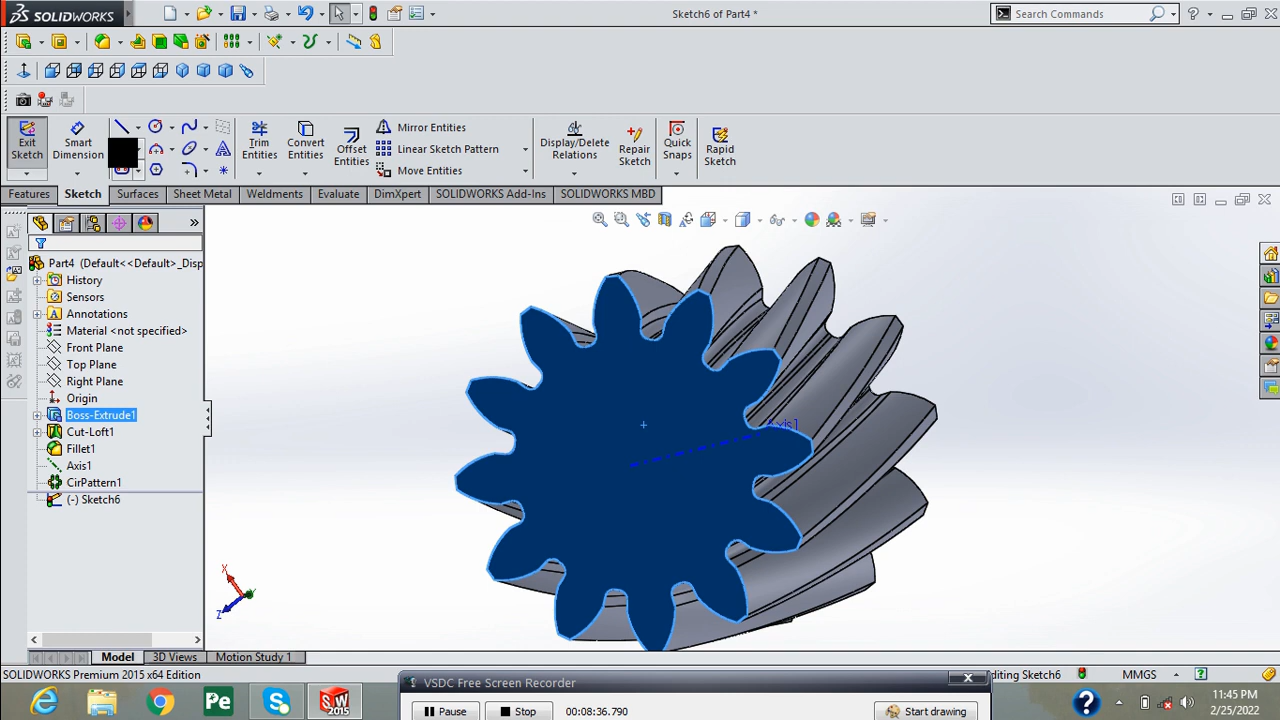 SOLIDWORKS
Sketch6 of Part4 *
Search Commands
Exit Sketch
Smart Dimension
Trim Entities
Convert Entities
Offset Entities
Mirror Entities
Linear Sketch Pattern
Move Entities
Display/Delete Relations
Repair Sketch
Quick Snaps
Rapid Sketch
Features Sketch Surfaces Sheet Metal Weldments Evaluate DimXpert SOLIDWORKS Add-Ins SOLIDWORKS MBD
Part4 (Default<<Default>_Disp
History
Sensors
Annotations
Material <not specified>
Front Plane
Top Plane
Right Plane
Origin
Boss-Extrude1
Cut-Loft1
Fillet1
Axis1
CirPattern1
(-) Sketch6
Axis1
X
Y
Z
Model 3D Views Motion Study 1
SOLIDWORKS Premium 2015 x64 Edition
diting Sketch6
MMGS
VSDC Free Screen Recorder
Pause
Stop
00:08:36.790
Start drawing
Pe
SW
2015
11:45 PM
2/25/2022